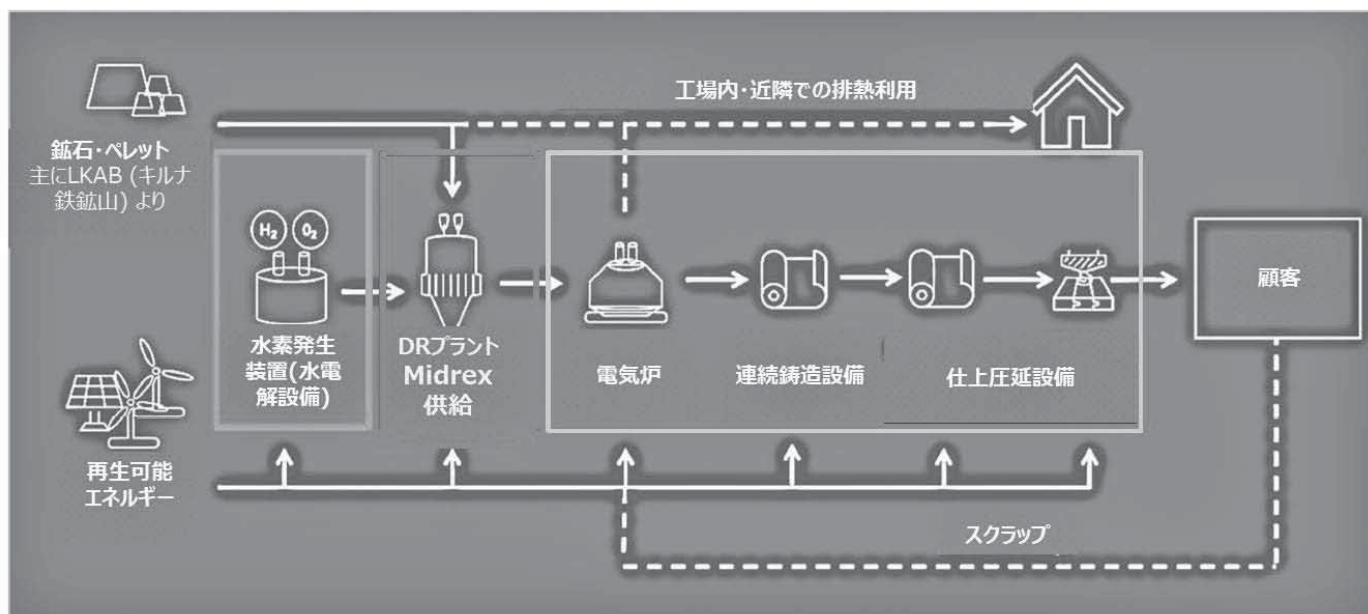 工場内・近隣での排熱利用
鉱石・ペレット
主にLKAB (キルナ
鉄鉱山) より
H₂ O₂
水素発生
装置(水電
解設備)
DRプラント
Midrex
供給
電気炉
連続鋳造設備
仕上圧延設備
顧客
再生可能
エネルギー
スクラップ